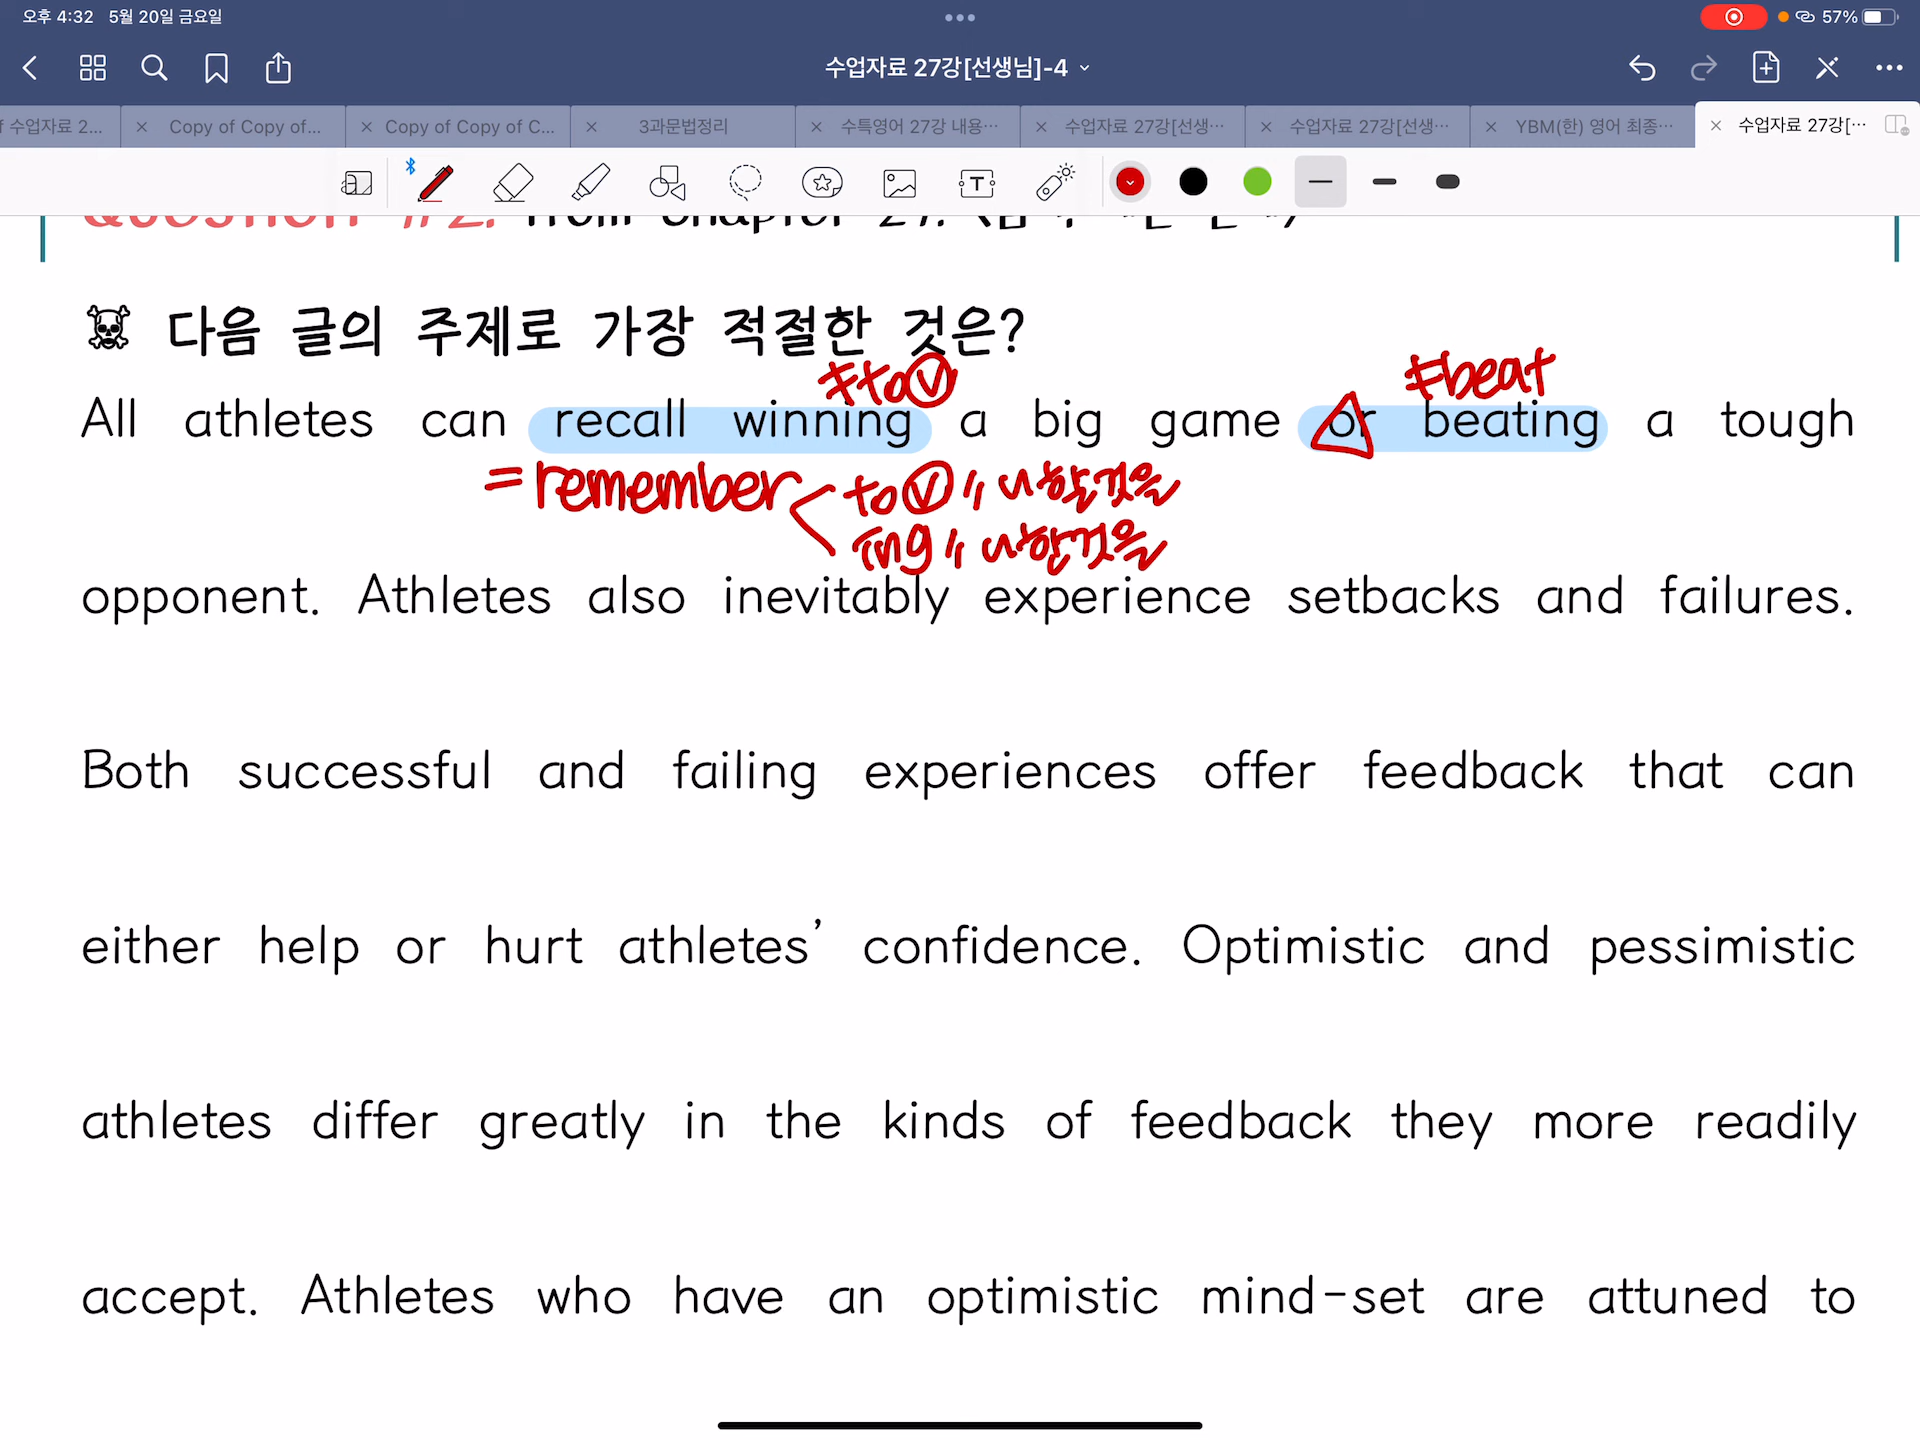 오후 4:32 5월 20일 금요일
57%
수업자료 27강[선생님]-4
수업자료 2...
Copy of Copy of...
Copy of Copy of C...
3과문법정리
수특영어 27강 내용…
수업자료 27강[선생…
수업자료 27강[선생…
YBM(한) 영어 최종…
수업자료 27강[…
QUESTION #2. from chapter 27.
다음 글의 주제로 가장 적절한 것은?
≠to ⓥ ≠beat
All athletes can recall winning a big game or beating a tough
= remember
to ⓥ
ing
opponent. Athletes also inevitably experience setbacks and failures.
Both successful and failing experiences offer feedback that can
either help or hurt athletes’ confidence. Optimistic and pessimistic
athletes differ greatly in the kinds of feedback they more readily
accept. Athletes who have an optimistic mind-set are attuned to